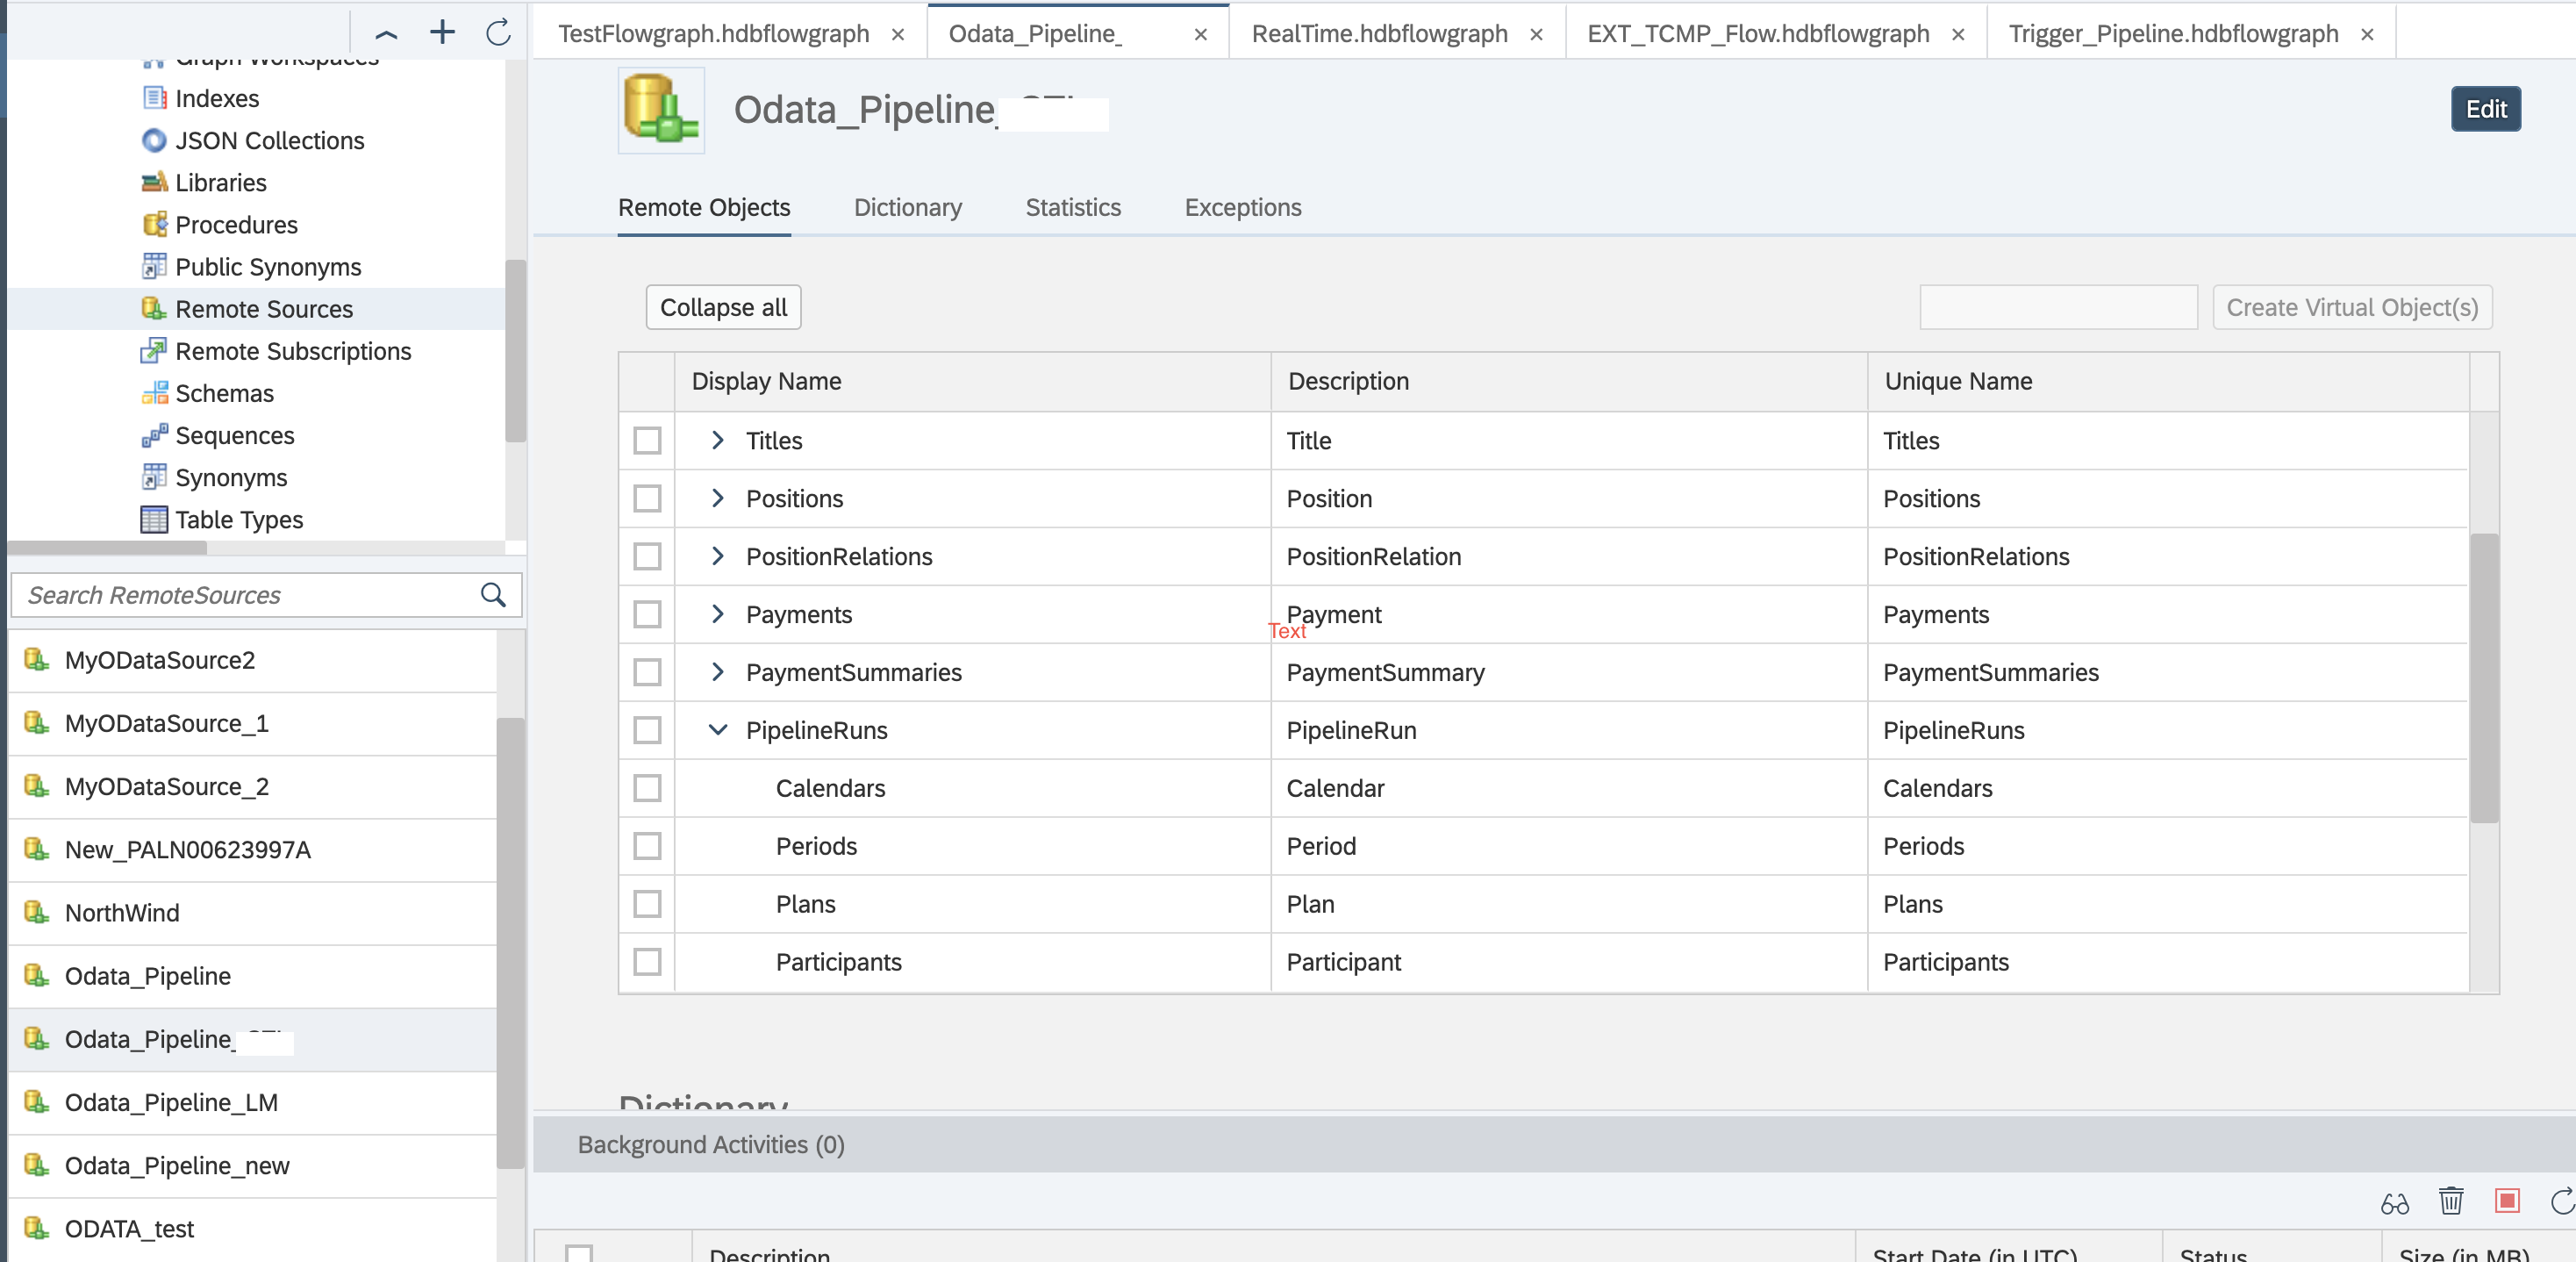 TestFlowgraph.hdbflowgraph
Odata_Pipeline_
RealTime.hdbflowgraph
EXT_TCMP_Flow.hdbflowgraph
Trigger_Pipeline.hdbflowgraph
Graph Workspaces
Indexes
JSON Collections
Libraries
Procedures
Public Synonyms
Remote Sources
Remote Subscriptions
Schemas
Sequences
Synonyms
Table Types
Search RemoteSources
MyODataSource2
MyODataSource_1
MyODataSource_2
New_PALN00623997A
NorthWind
Odata_Pipeline
Odata_Pipeline_
Odata_Pipeline_LM
Odata_Pipeline_new
ODATA_test
Odata_Pipeline_
Edit
Remote Objects Dictionary Statistics Exceptions
Collapse all
Create Virtual Object(s)
Display Name Description Unique Name
Titles Title Titles
Positions Position Positions
PositionRelations PositionRelation PositionRelations
Payments Payment Payments
Text
PaymentSummaries PaymentSummary PaymentSummaries
PipelineRuns PipelineRun PipelineRuns
Calendars Calendar Calendars
Periods Period Periods
Plans Plan Plans
Participants Participant Participants
Dictionary
Background Activities (0)
Description Start Date (in UTC) Status Size (in MB)